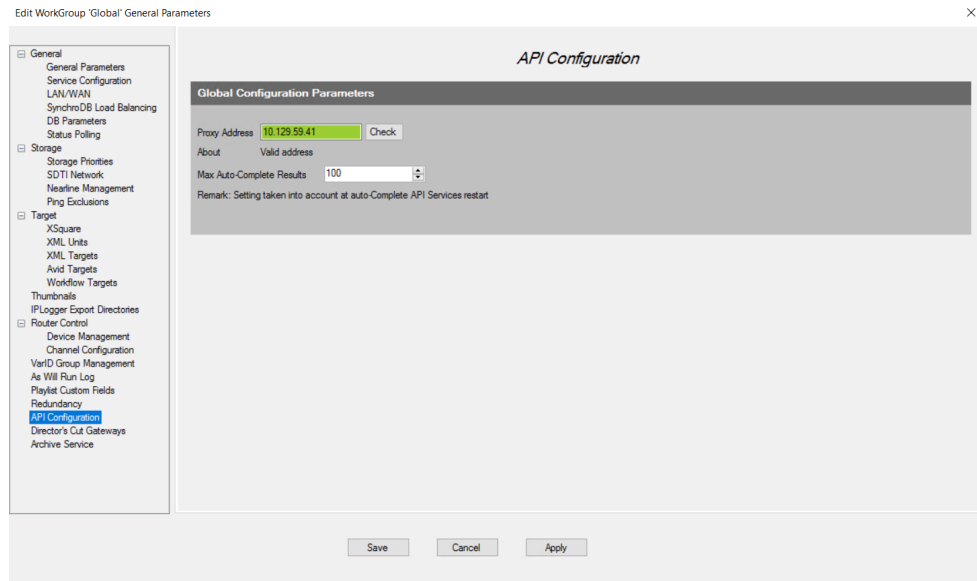 Edit WorkGroup 'Global' General Parameters
General
General Parameters
Service Configuration
LAN/WAN
SynchroDB Load Balancing
DB Parameters
Status Polling
Storage
Storage Priorities
SDTI Network
Nearline Management
Ping Exclusions
Target
XSquare
XML Units
XML Targets
Avid Targets
Workflow Targets
Thumbnails
IPLogger Export Directories
Router Control
Device Management
Channel Configuration
VarID Group Management
As Will Run Log
Playlist Custom Fields
Redundancy
API Configuration
Director's Cut Gateways
Archive Service
API Configuration
Global Configuration Parameters
Proxy Address 10.129.59.41 Check
About Valid address
Max Auto-Complete Results 100
Remark: Setting taken into account at auto-Complete API Services restart
Save Cancel Apply